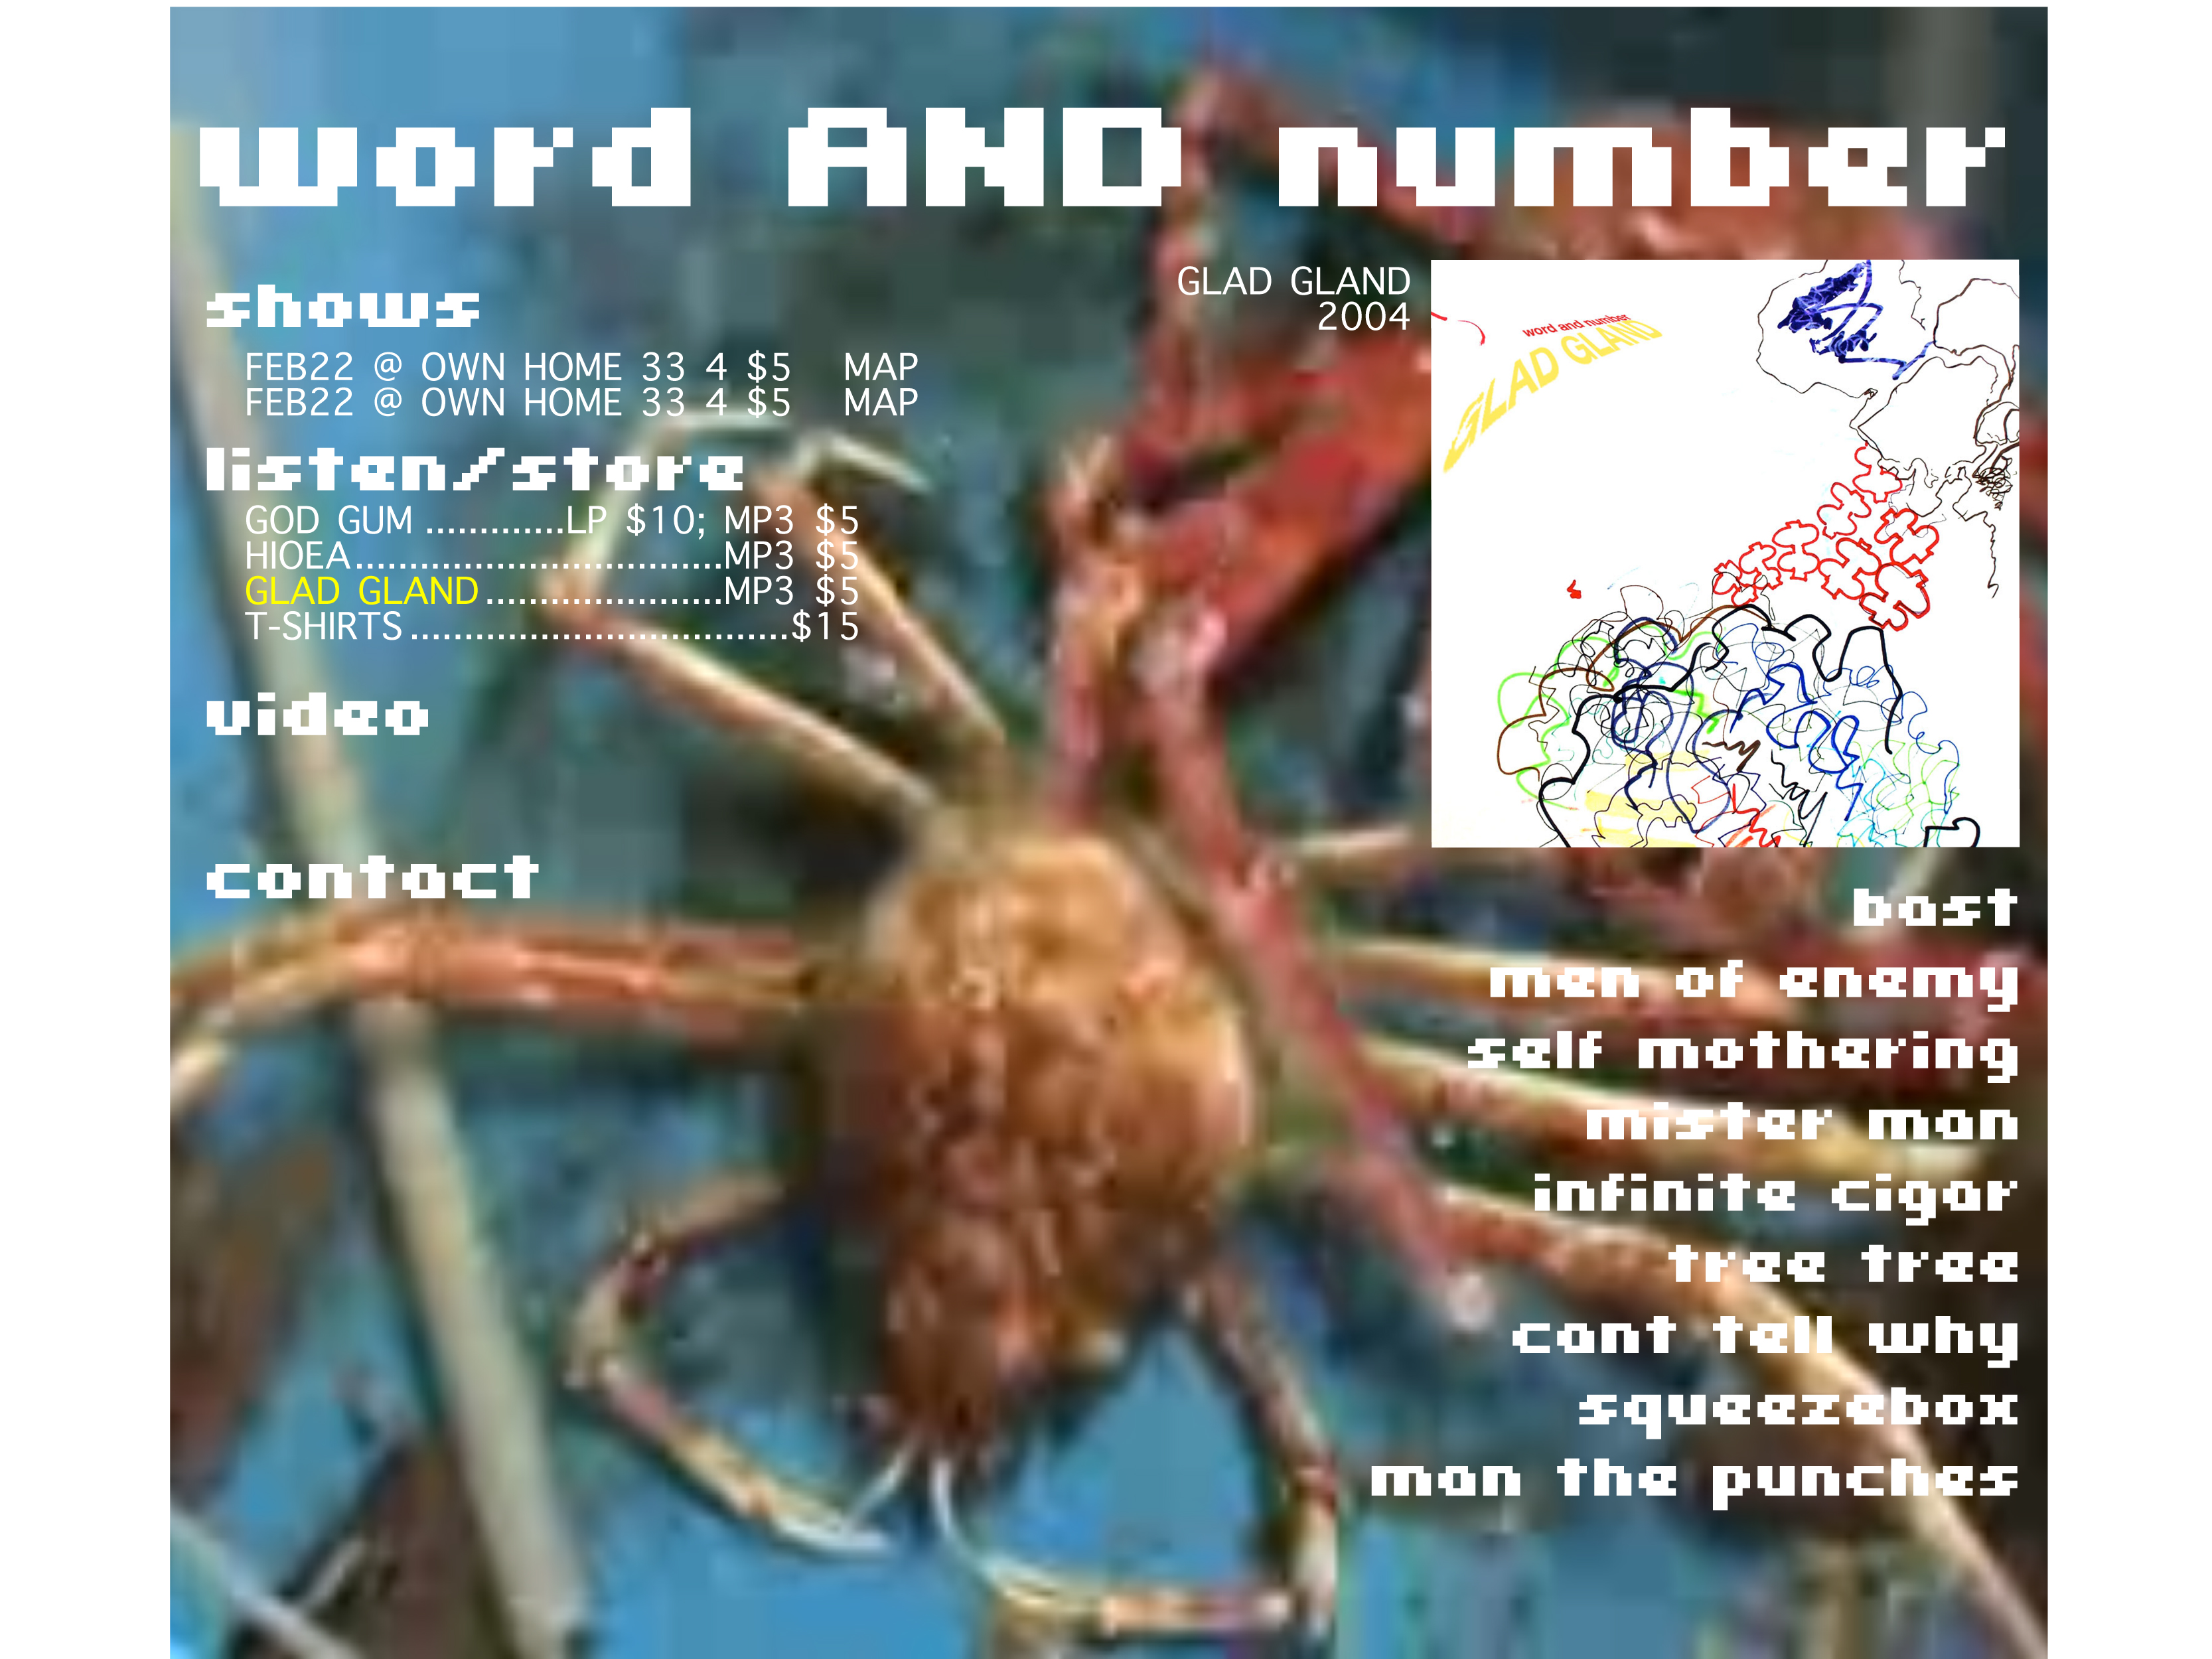 word AND number
shows
FEB22 @ OWN HOME 33 4 $5 MAP
FEB22 @ OWN HOME 33 4 $5 MAP
listen/store
GOD GUM .............LP $10; MP3 $5
HIOEA..................................MP3 $5
GLAD GLAND......................MP3 $5
T-SHIRTS...................................$15
video
contact
GLAD GLAND
2004
word and number
GLAD GLAND
bast
men of enemy
self mothering
mister man
infinite cigar
tree tree
cant tell why
squeezebox
man the punches